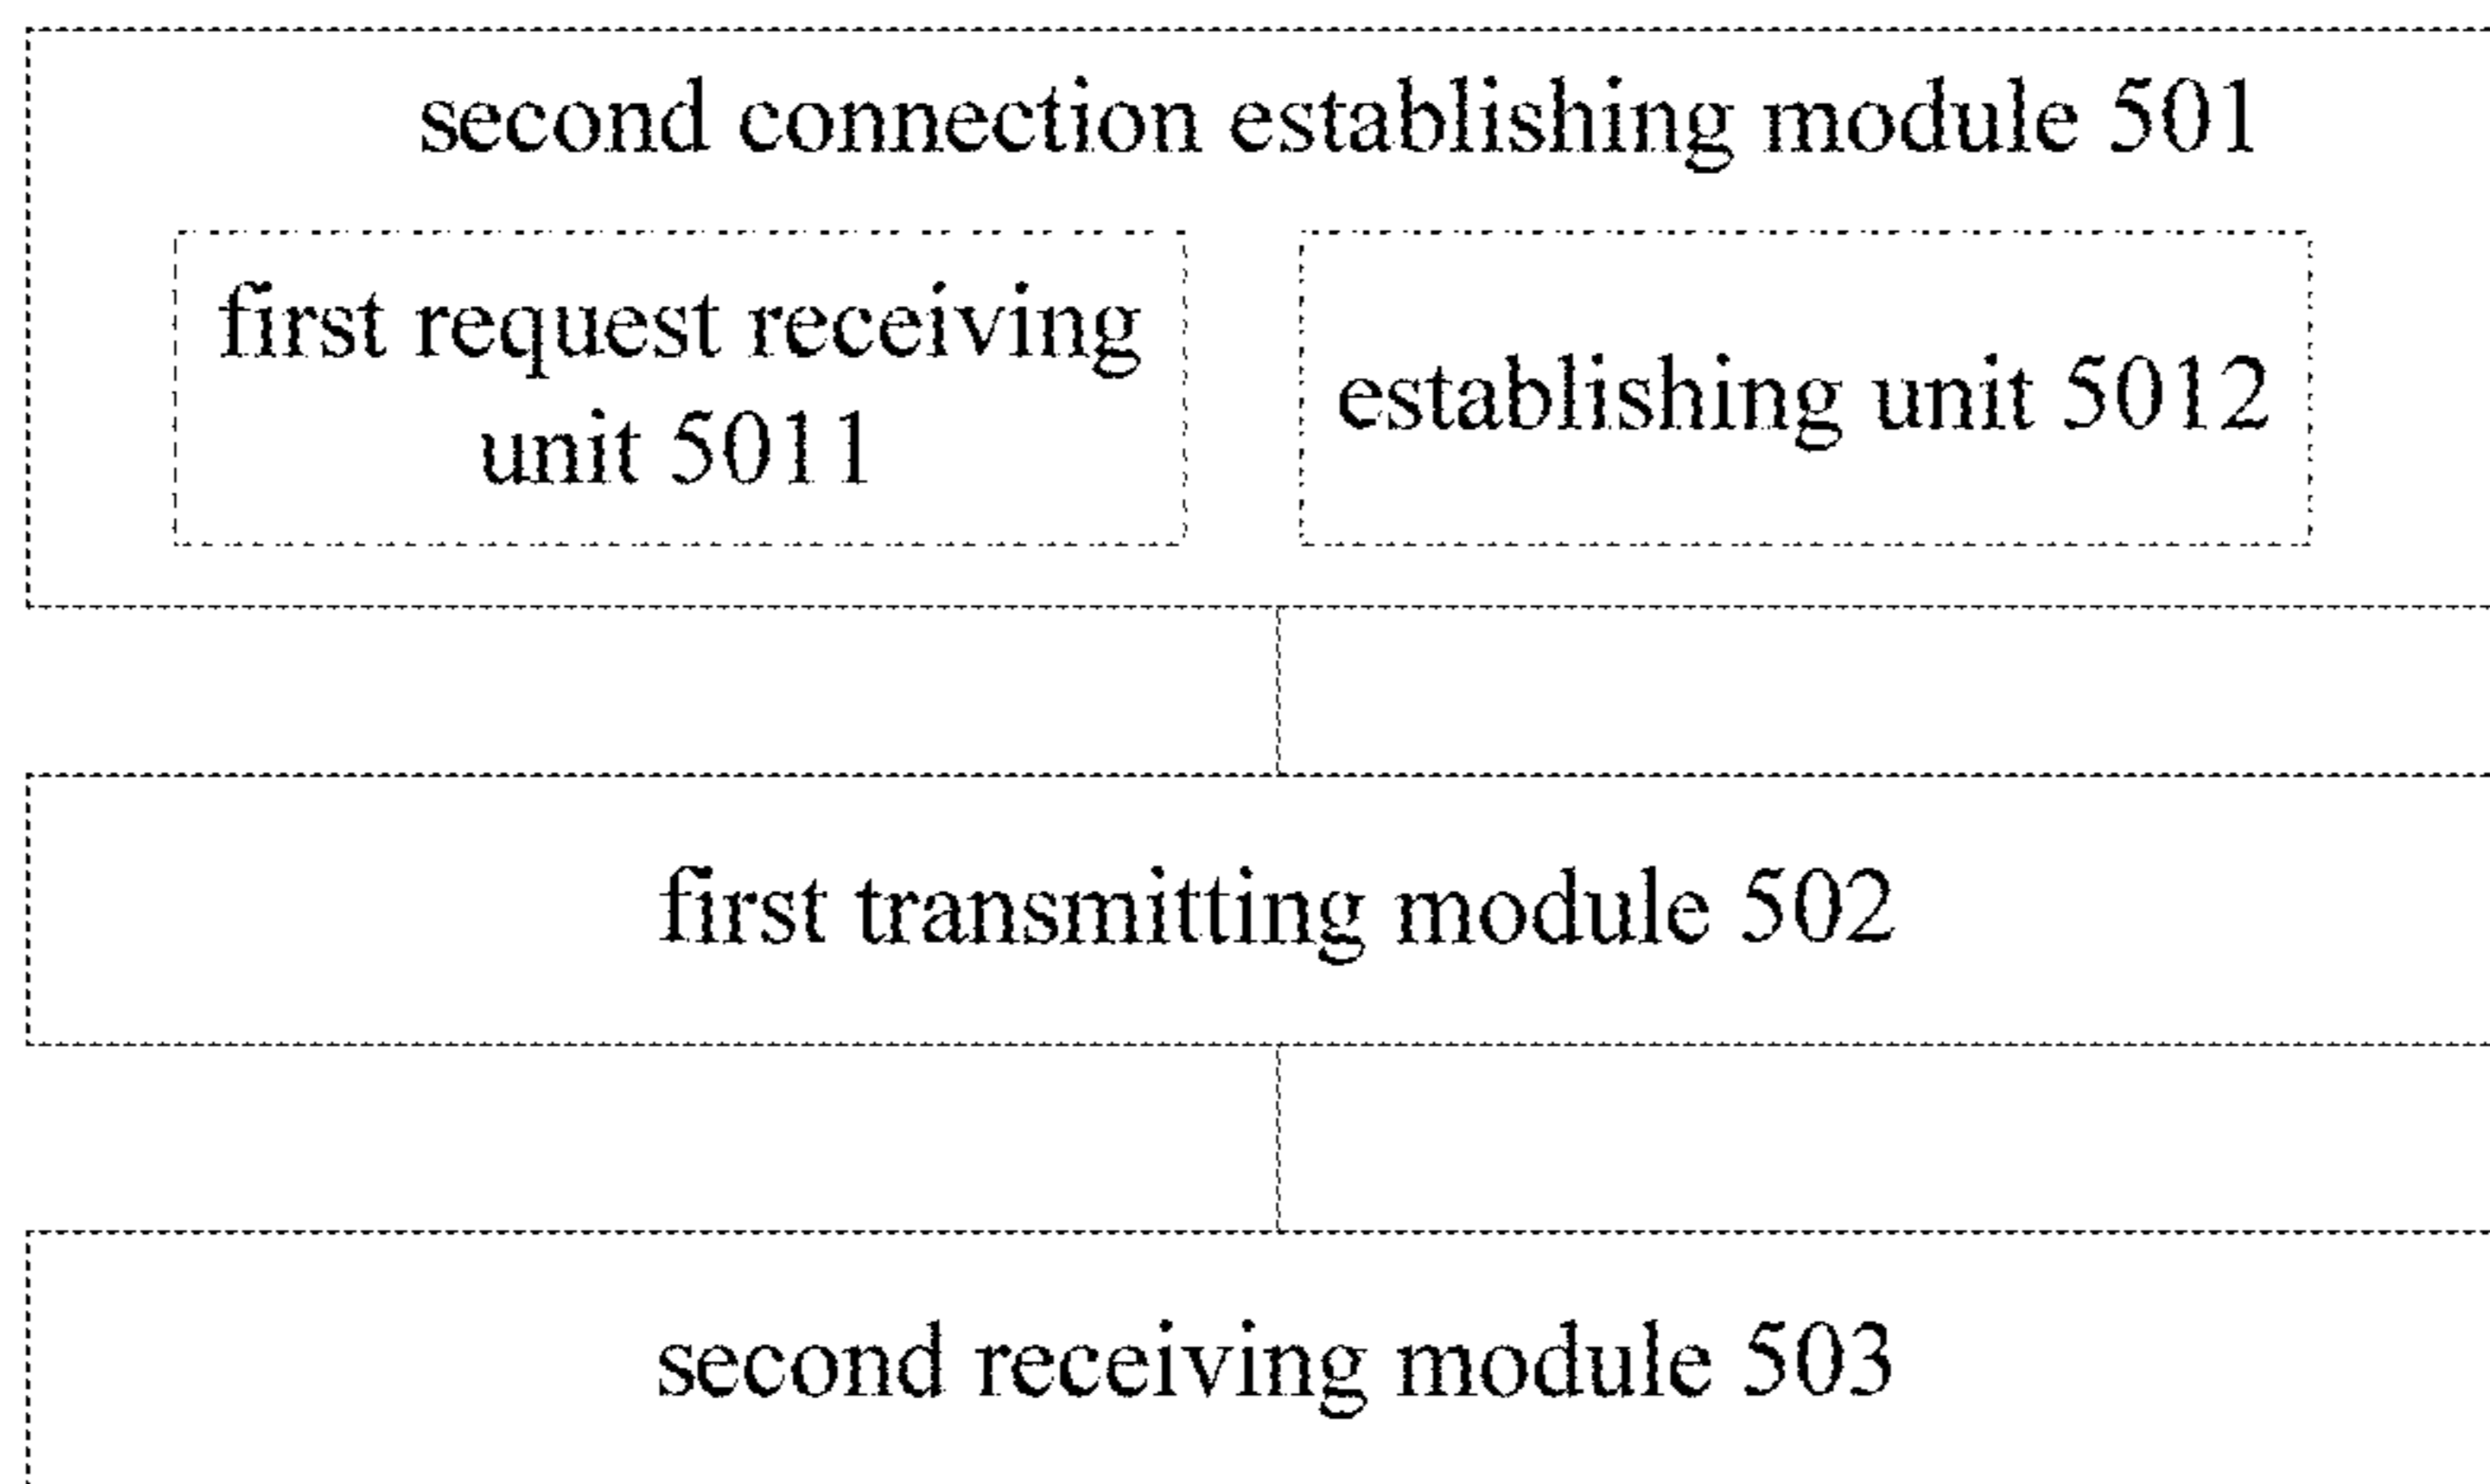 second connection establishing module 501
first request receiving
unit 5011
establishing unit 5012
first transmitting module 502
second receiving module 503